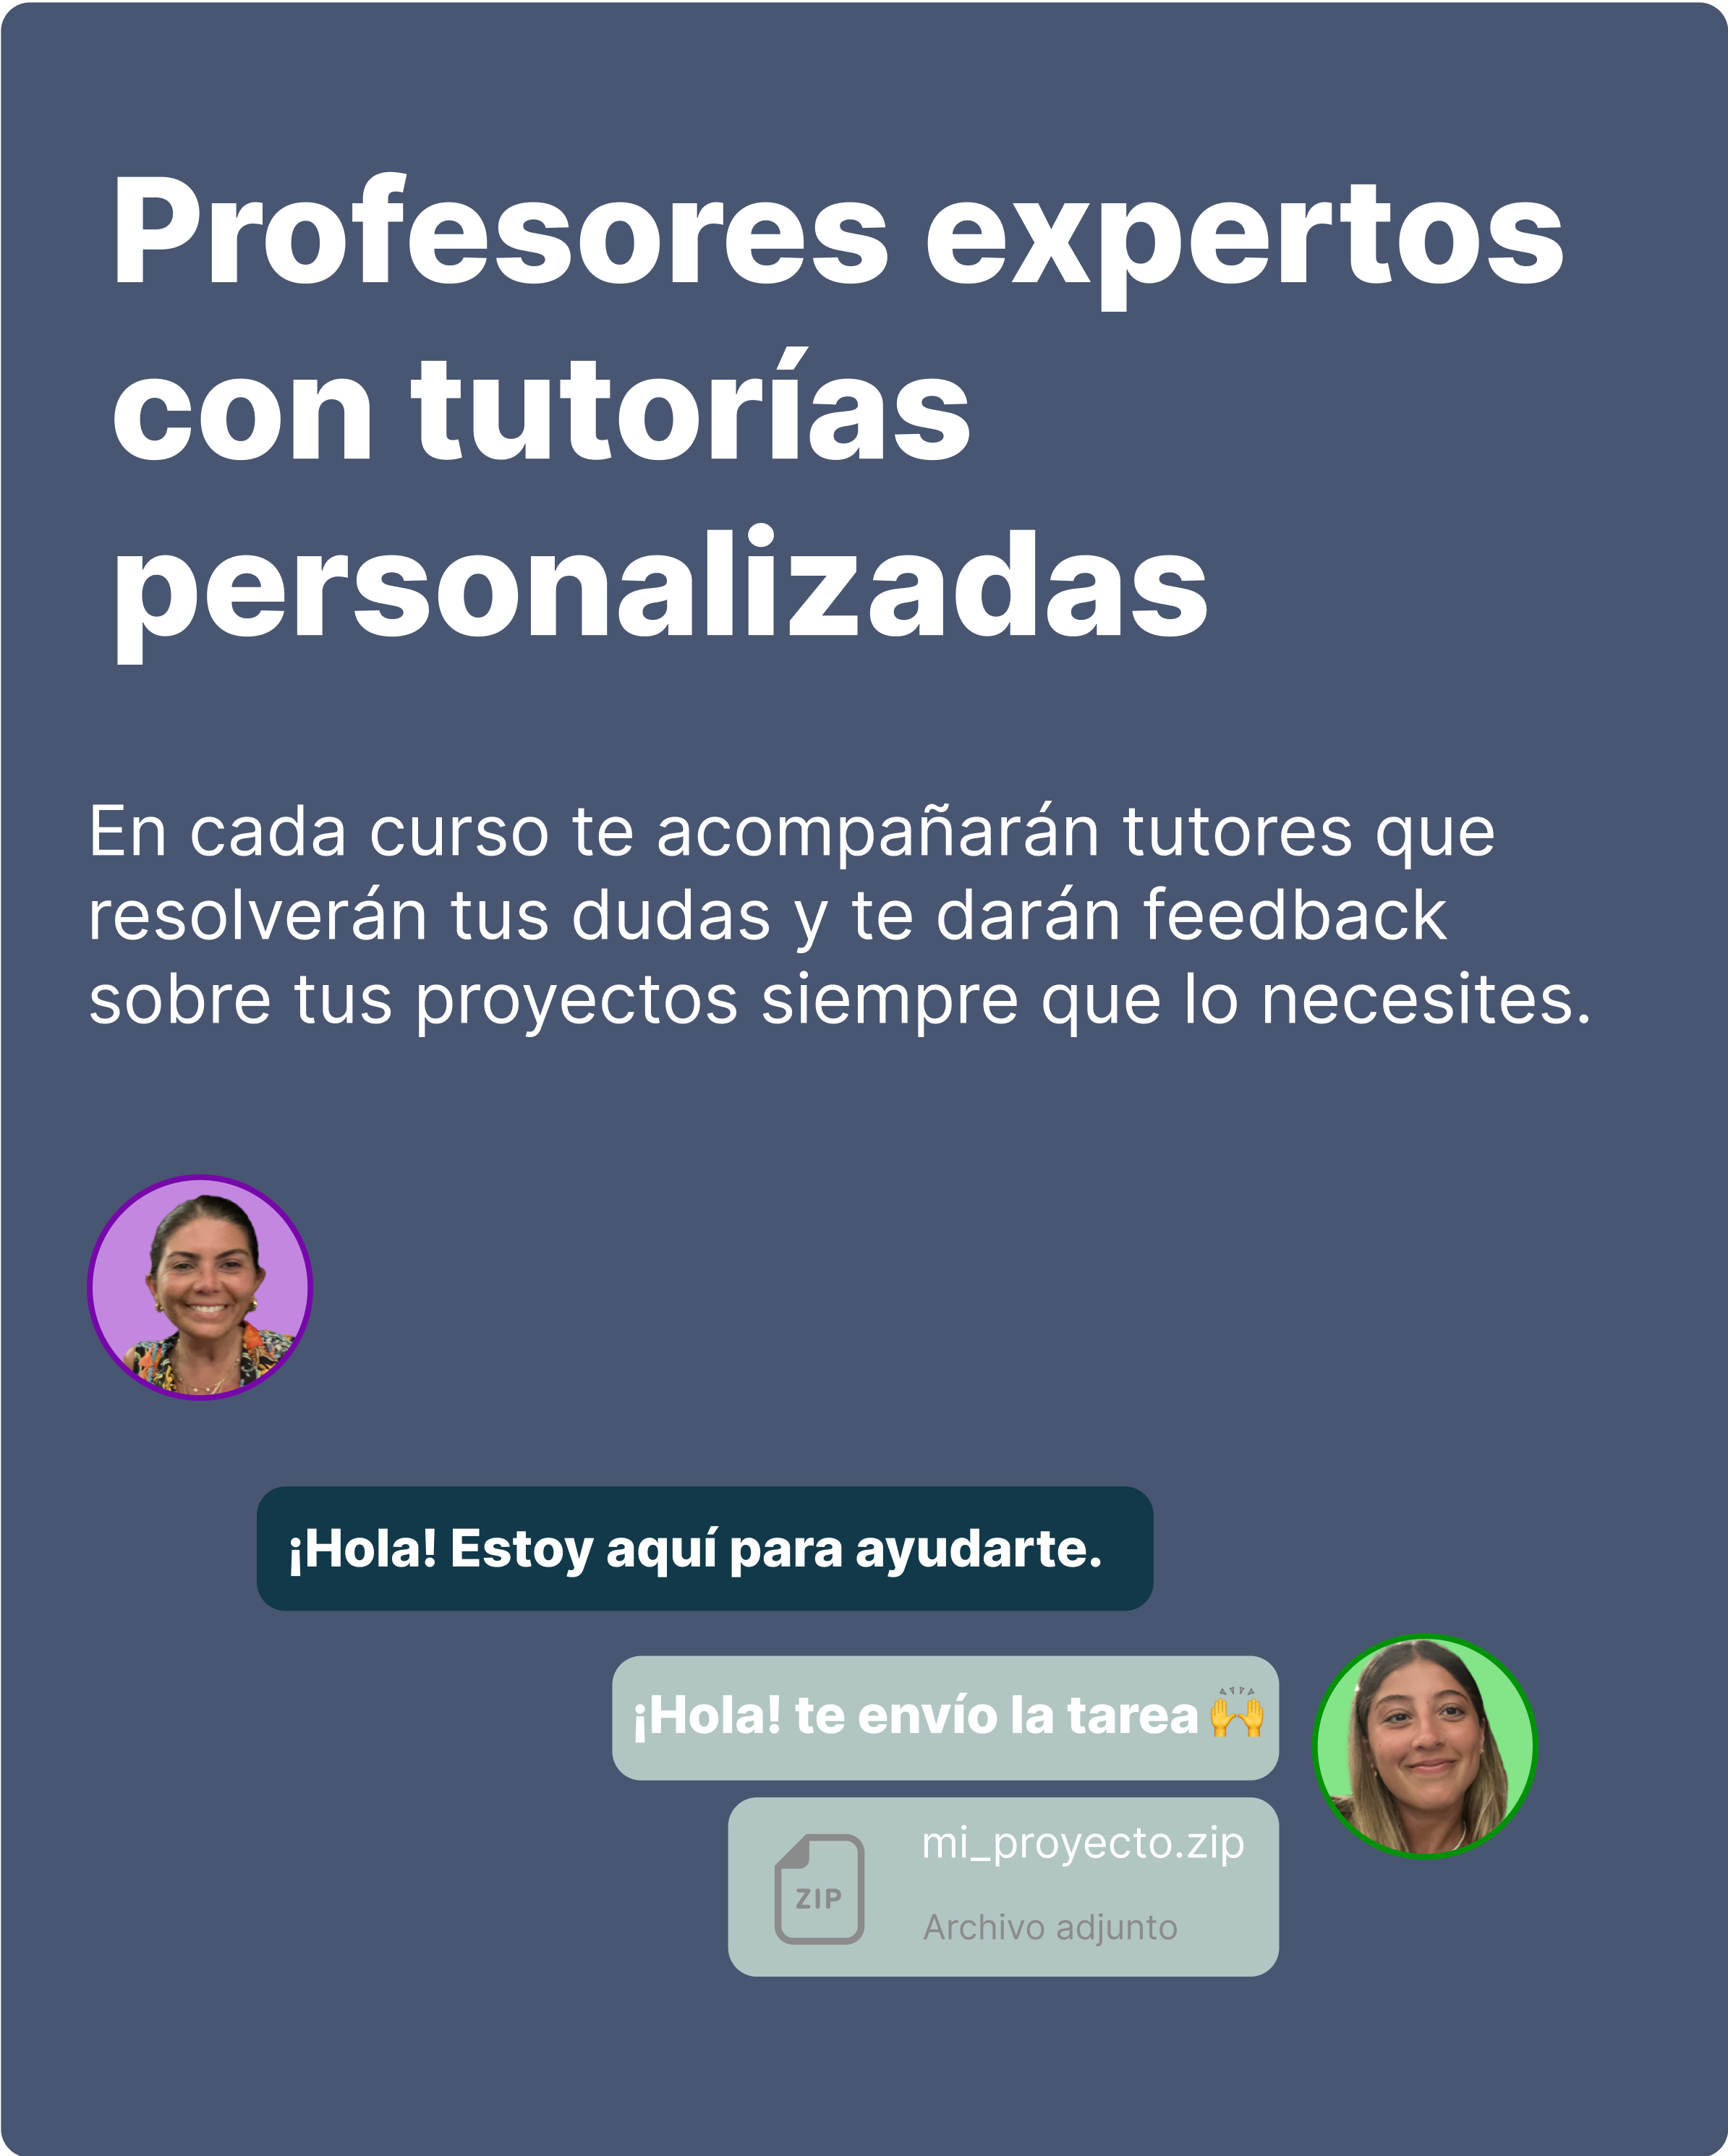 Profesores expertos
con tutorías
personalizadas
En cada curso te acompañarán tutores que
resolverán tus dudas y te darán feedback
sobre tus proyectos siempre que lo necesites.
¡Hola! Estoy aquí para ayudarte.
¡Hola! te envío la tarea 🙌
mi_proyecto.zip
ZIP
Archivo adjunto